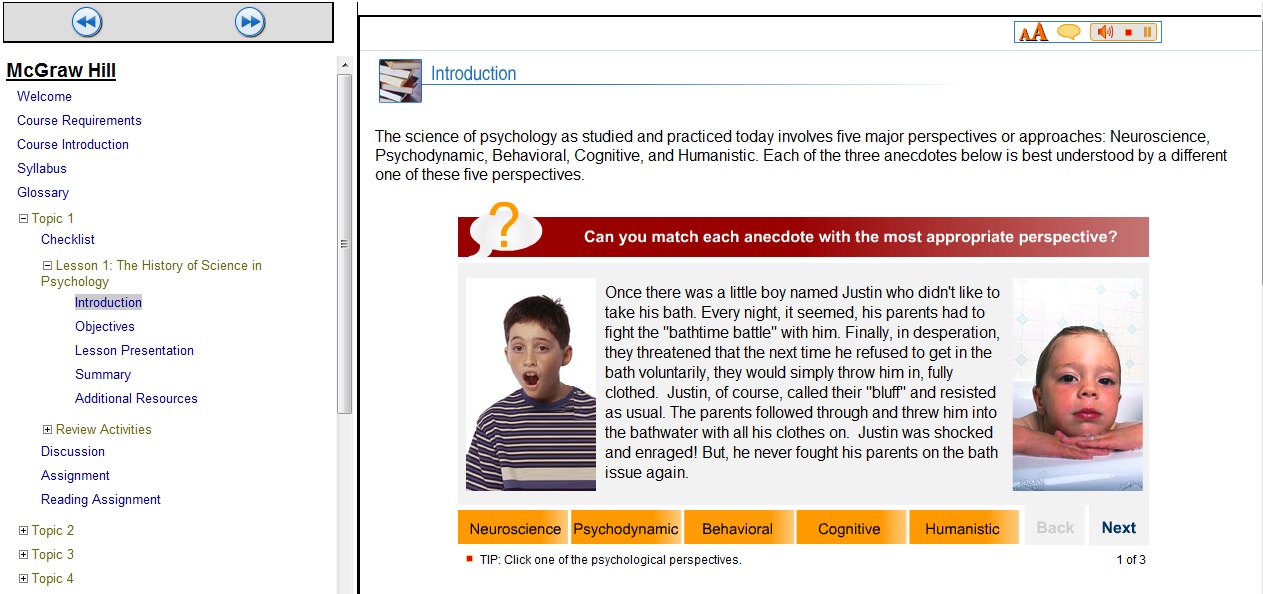 McGraw Hill
Welcome
Course Requirements
Course Introduction
Syllabus
Glossary
Topic 1
Checklist
Lesson 1: The History of Science in
Psychology
Introduction
Objectives
Lesson Presentation
Summary
Additional Resources
Review Activities
Discussion
Assignment
Reading Assignment
Topic 2
Topic 3
Topic 4
AA
Introduction
The science of psychology as studied and practiced today involves five major perspectives or approaches: Neuroscience,
Psychodynamic, Behavioral, Cognitive, and Humanistic. Each of the three anecdotes below is best understood by a different
one of these five perspectives.
?
Can you match each anecdote with the most appropriate perspective?
Once there was a little boy named Justin who didn't like to
take his bath. Every night, it seemed, his parents had to
fight the "bathtime battle" with him. Finally, in desperation,
they threatened that the next time he refused to get in the
bath voluntarily, they would simply throw him in, fully
clothed.  Justin, of course, called their "bluff" and resisted
as usual. The parents followed through and threw him into
the bathwater with all his clothes on.  Justin was shocked
and enraged! But, he never fought his parents on the bath
issue again.
Neuroscience Psychodynamic Behavioral Cognitive Humanistic Back Next
TIP: Click one of the psychological perspectives. 1 of 3